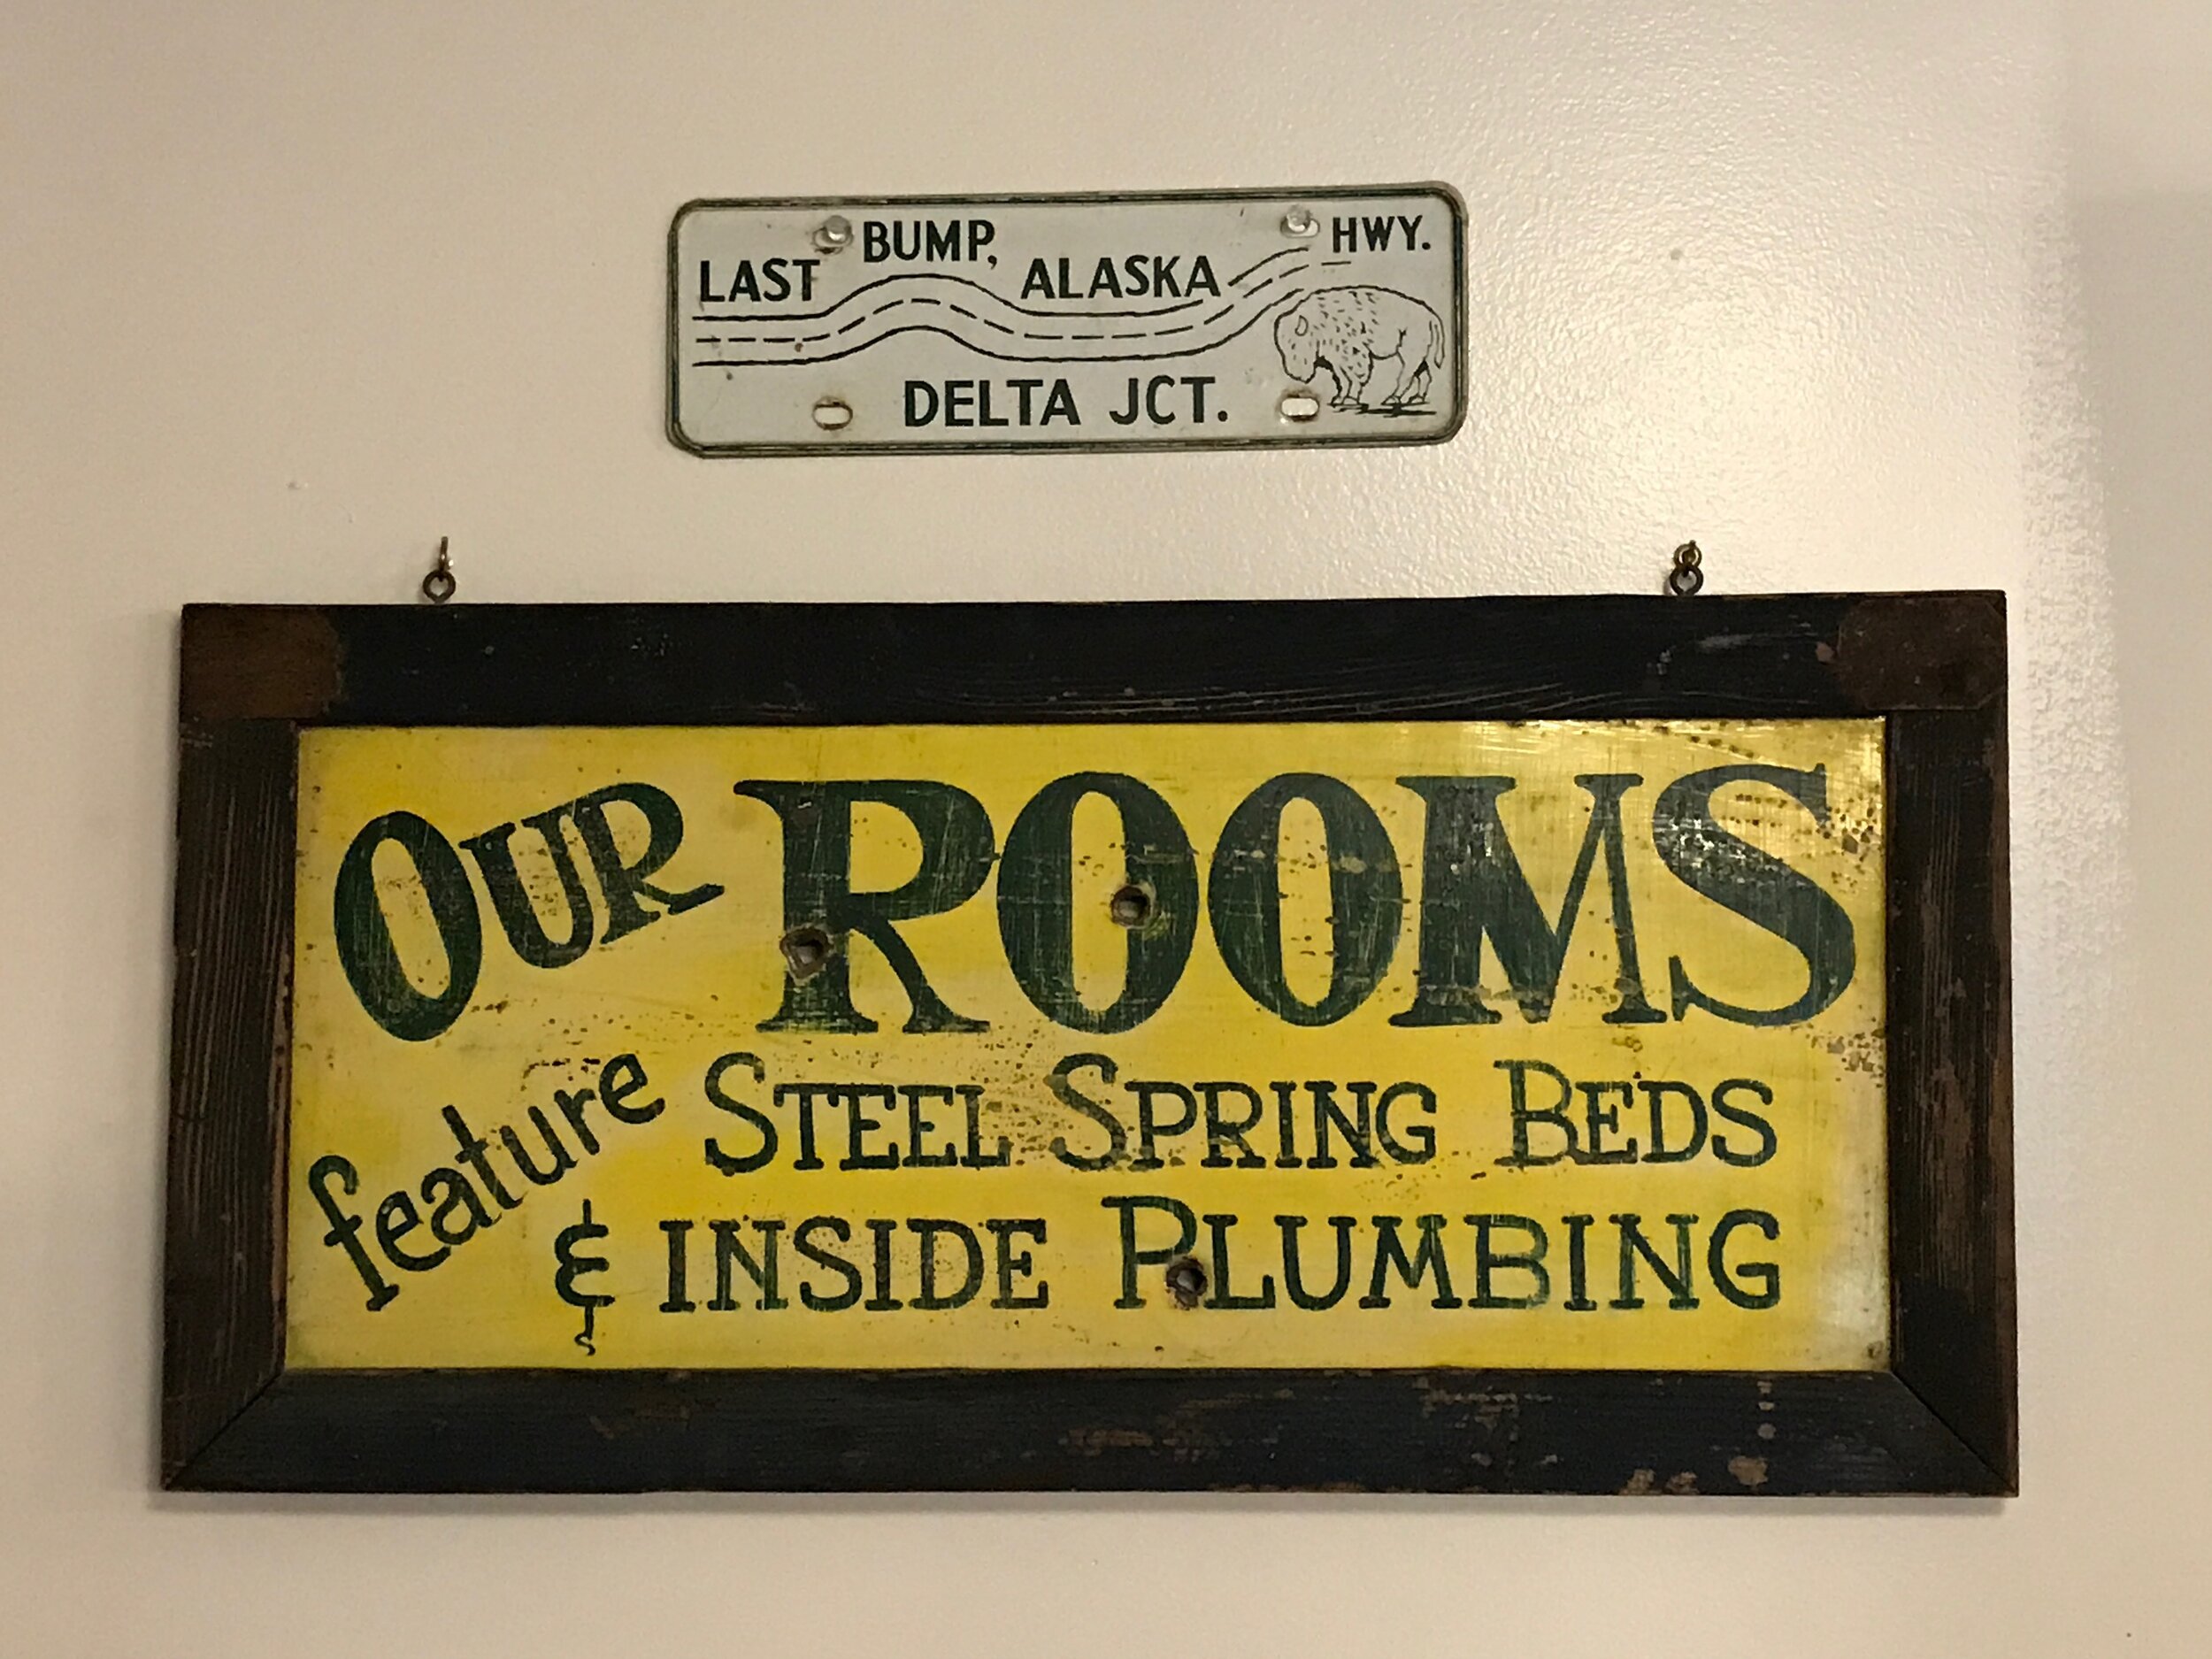 LAST BUMP, ALASKA HWY.
DELTA JCT.
OUR ROOMS
feature STEEL SPRING BEDS
& INSIDE PLUMBING